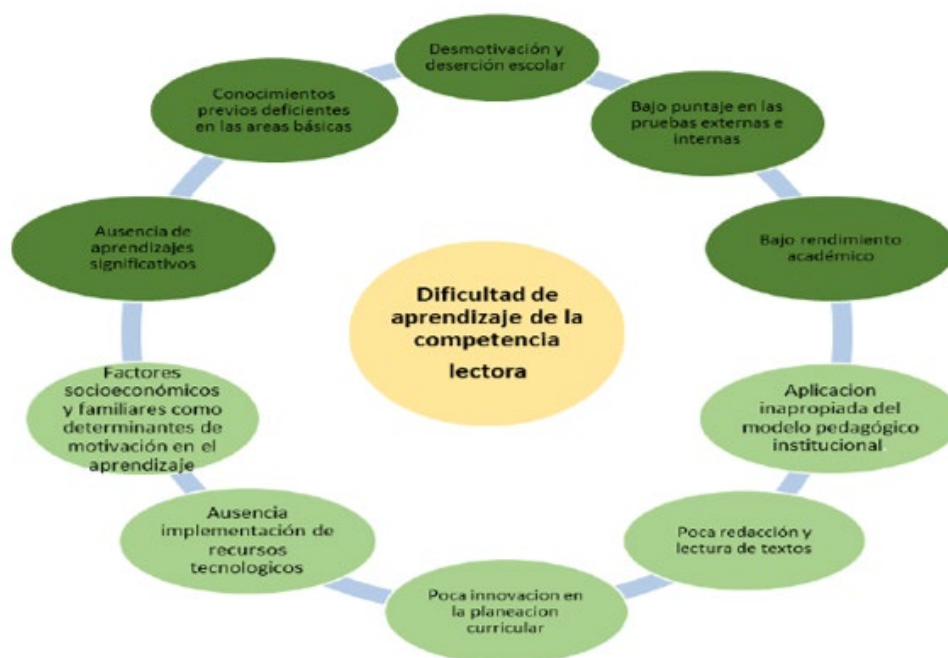 Desmotivación y
deserción escolar
Bajo puntaje en las
pruebas externas e
internas
Bajo rendimiento
académico
Aplicacion
inapropiada del
modelo pedagógico
institucional.
Poca redacción y
lectura de textos
Poca innovacion en
la planeacion
curricular
Ausencia
implementación de
recursos
tecnologicos
Factores
socioeconómicos
y familiares como
determinantes de
motivación en el
aprendizaje
Ausencia de
aprendizajes
significativos
Conocimientos
previos deficientes
en las areas básicas
Dificultad de
aprendizaje de la
competencia
lectora